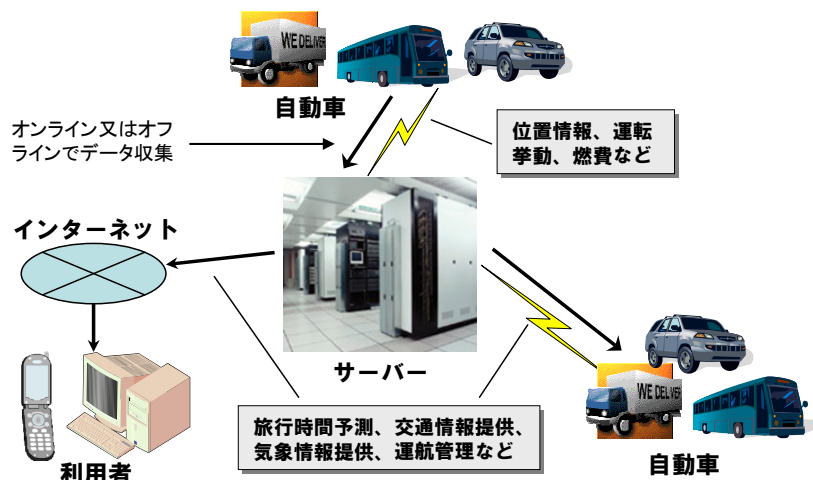 WE DELIVER
自動車
オンライン又はオフ
ラインでデータ収集
位置情報、運転
挙動、燃費など
インターネット
サーバー
WE DELIVER
旅行時間予測、交通情報提供、
気象情報提供、運航管理など
利用者
自動車